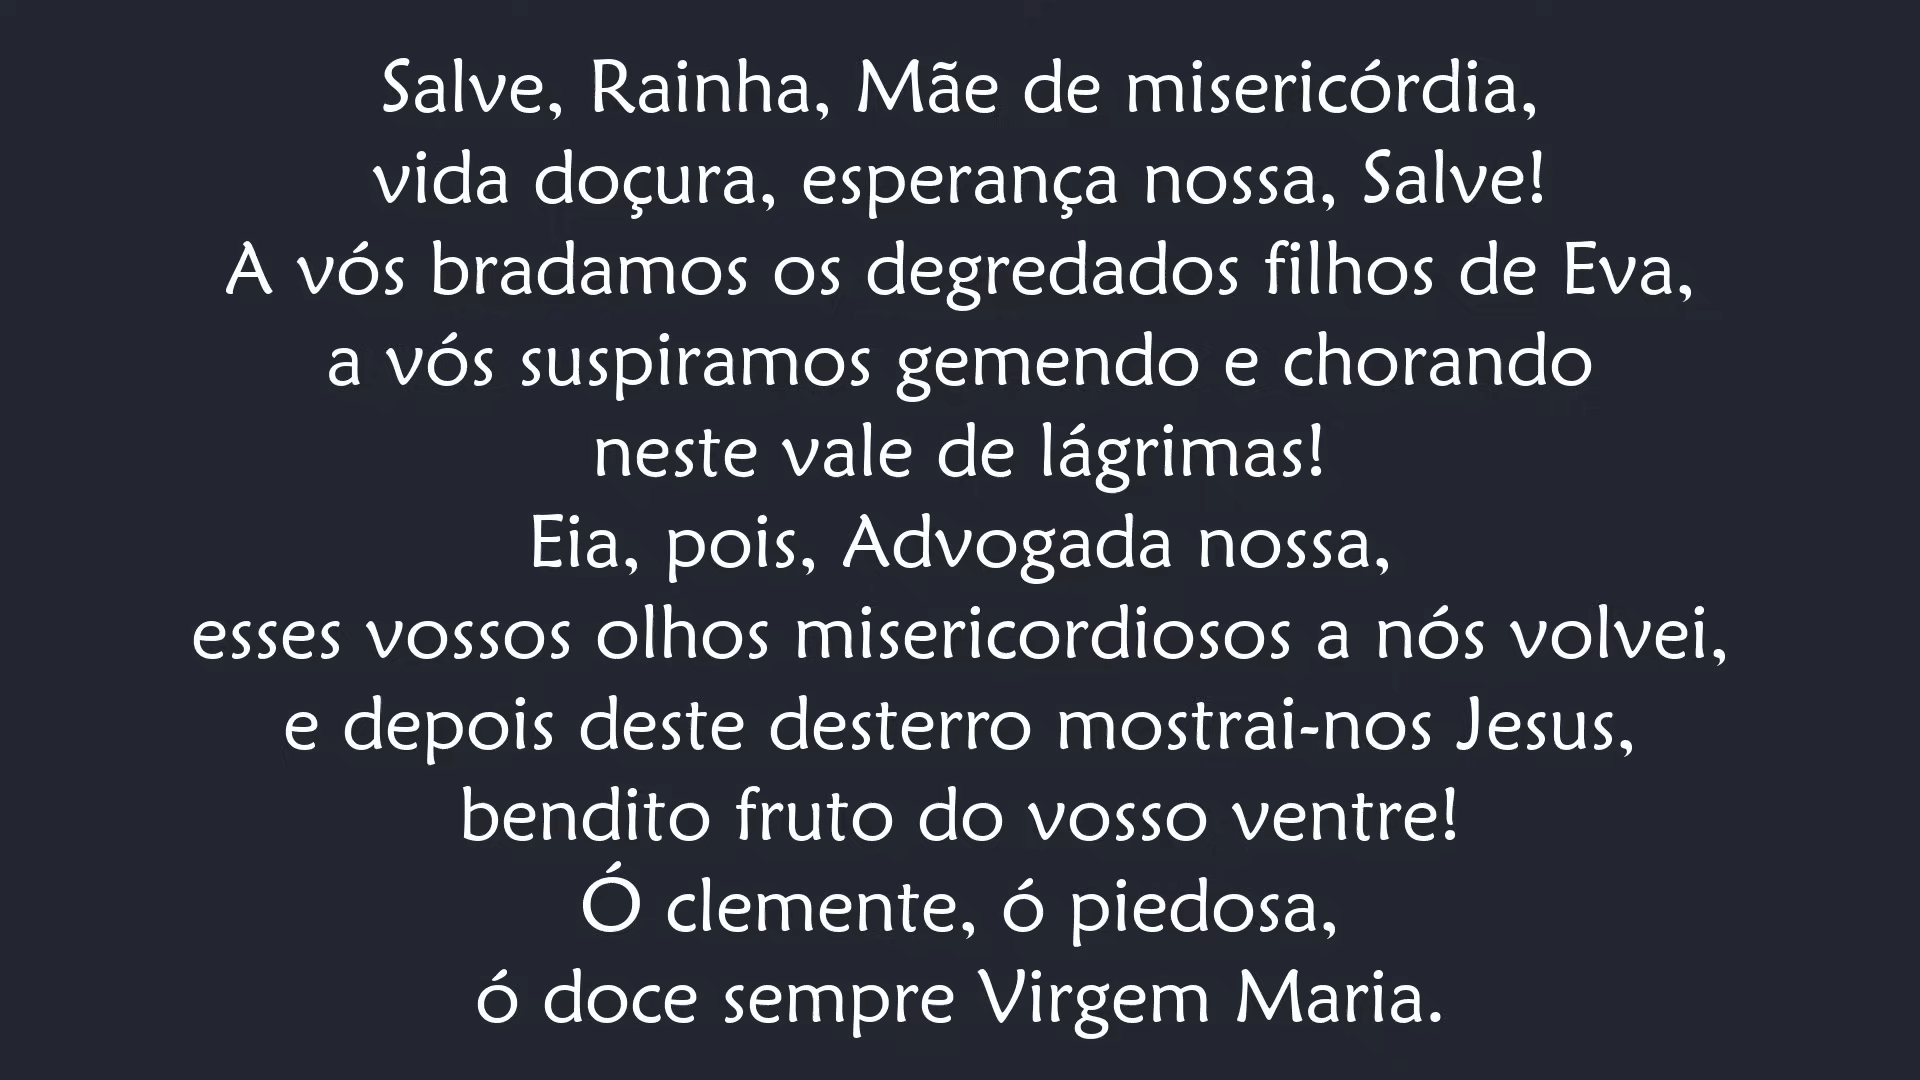 Salve, Rainha, Mãe de misericórdia,
vida doçura, esperança nossa, Salve!
A vós bradamos os degredados filhos de Eva,
a vós suspiramos gemendo e chorando
neste vale de lágrimas!
Eia, pois, Advogada nossa,
esses vossos olhos misericordiosos a nós volvei,
e depois deste desterro mostrai-nos Jesus,
bendito fruto do vosso ventre!
Ó clemente, ó piedosa,
ó doce sempre Virgem Maria.